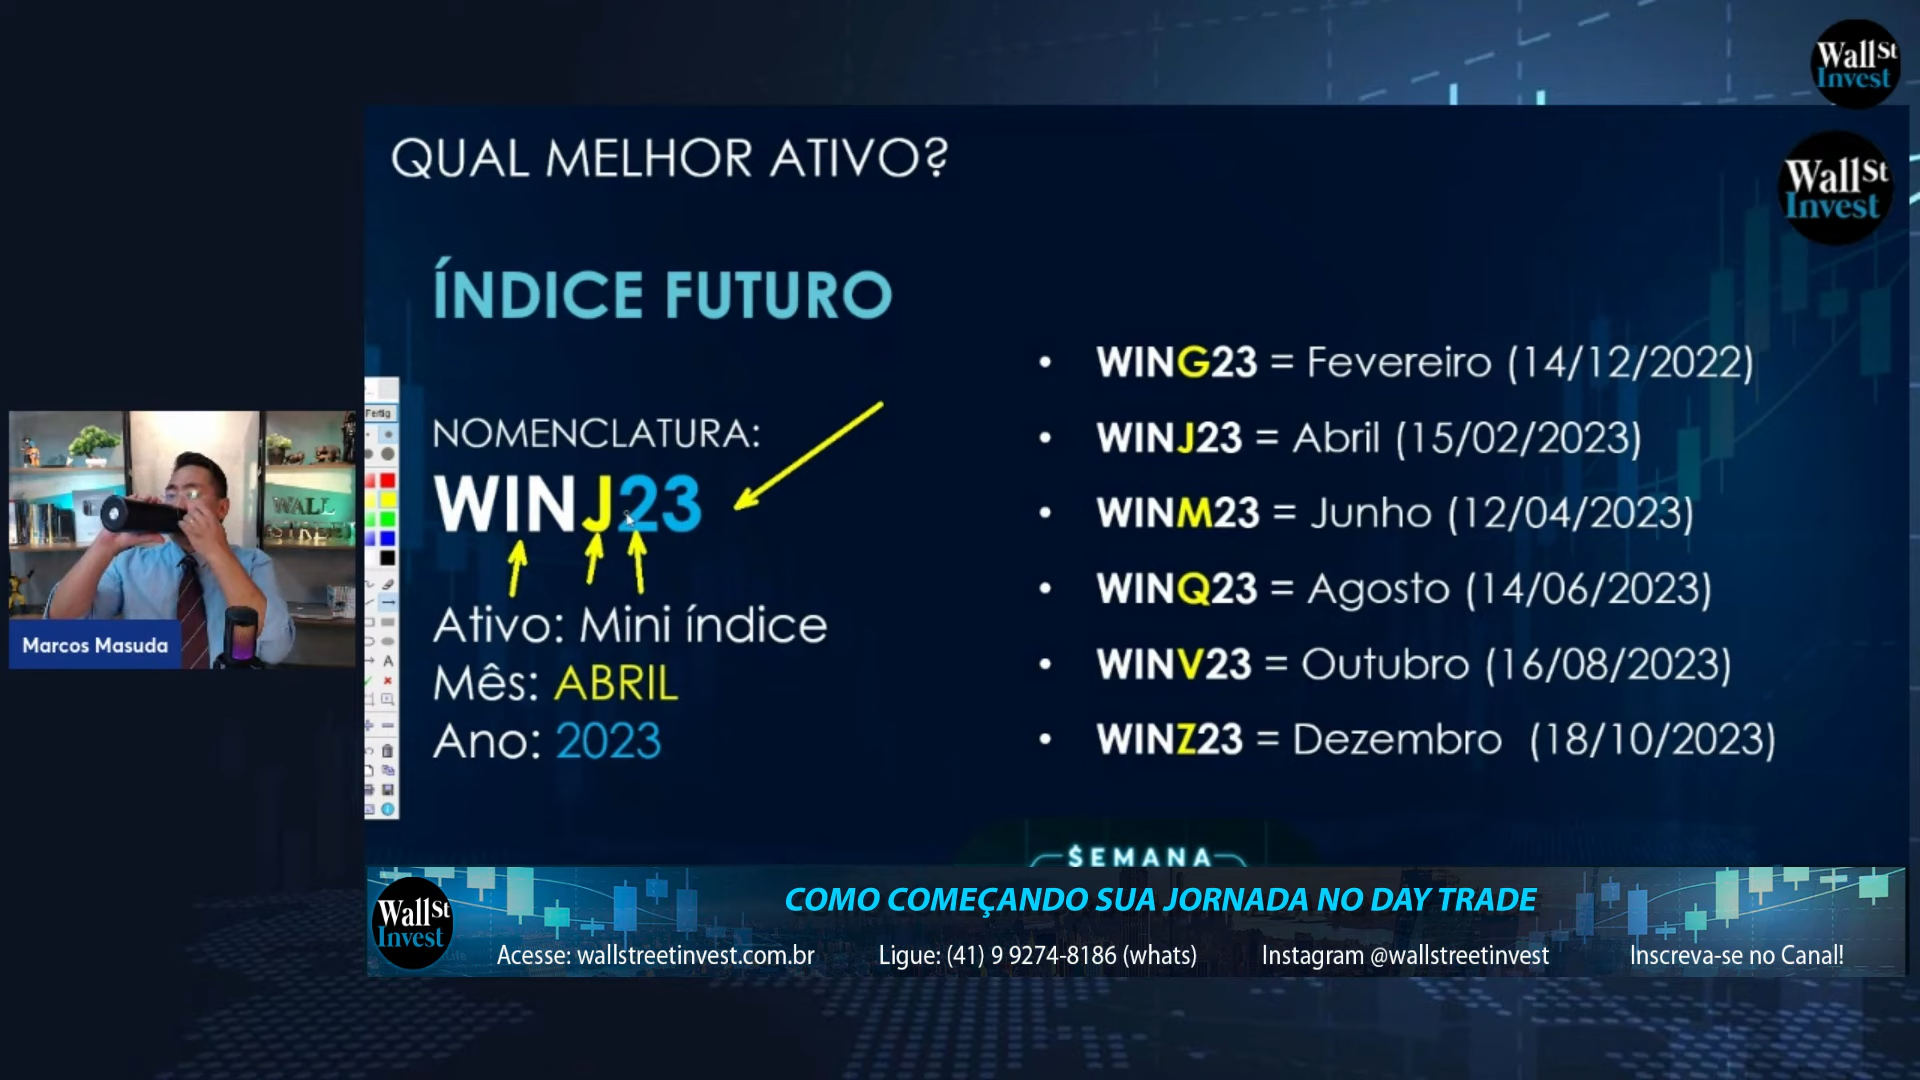 Wall St
Invest
QUAL MELHOR ATIVO?
Wall St
Invest
ÍNDICE FUTURO
NOMENCLATURA:
WINJ23
Ativo: Mini índice
Mês: ABRIL
Ano: 2023
• WING23 = Fevereiro (14/12/2022)
• WINJ23 = Abril (15/02/2023)
• WINM23 = Junho (12/04/2023)
• WINQ23 = Agosto (14/06/2023)
• WINV23 = Outubro (16/08/2023)
• WINZ23 = Dezembro (18/10/2023)
Fertig
A
WALL
STREET
Marcos Masuda
$EMANA
Wall St
Invest
COMO COMEÇANDO SUA JORNADA NO DAY TRADE
Acesse: wallstreetinvest.com.br Ligue: (41) 9 9274-8186 (whats) Instagram @wallstreetinvest Inscreva-se no Canal!